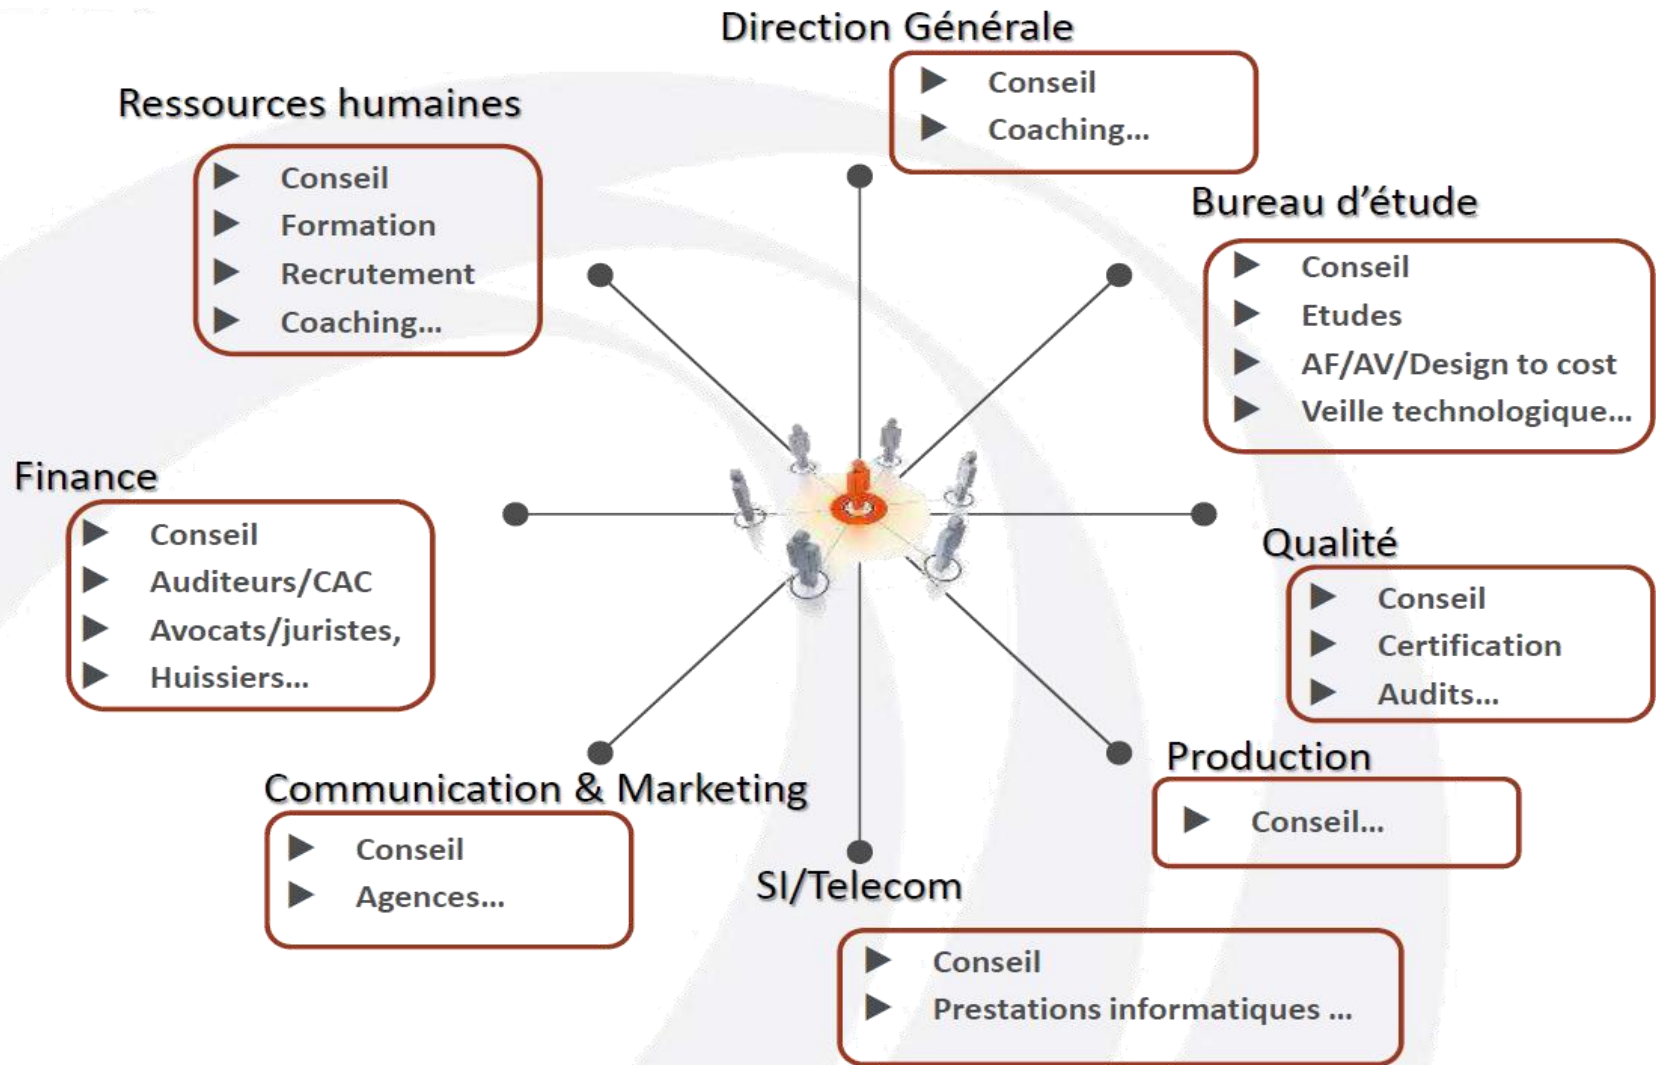 Direction Générale
Conseil
Coaching...
Ressources humaines
Conseil
Formation
Recrutement
Coaching...
Bureau d'étude
Conseil
Etudes
AF/AV/Design to cost
Veille technologique...
Finance
Conseil
Auditeurs/CAC
Avocats/juristes,
Huissiers...
Qualité
Conseil
Certification
Audits...
Production
Conseil...
Communication & Marketing
Conseil
Agences...
SI/Telecom
Conseil
Prestations informatiques ...